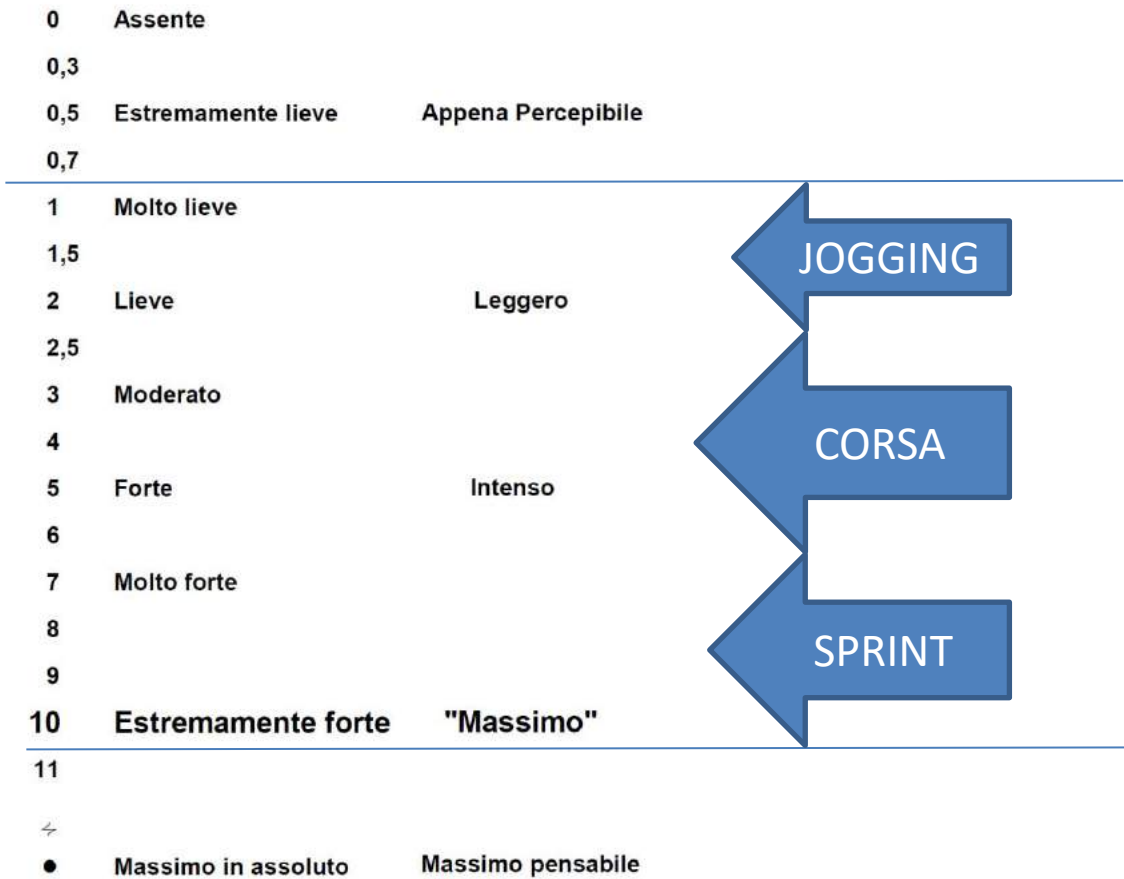 0 Assente
0,3
0,5 Estremamente lieve Appena Percepibile
0,7
1 Molto lieve
1,5 JOGGING
2 Lieve Leggero
2,5
3 Moderato
4 CORSA
5 Forte Intenso
6
7 Molto forte
8 SPRINT
9
10 Estremamente forte "Massimo"
11
• Massimo in assoluto Massimo pensabile